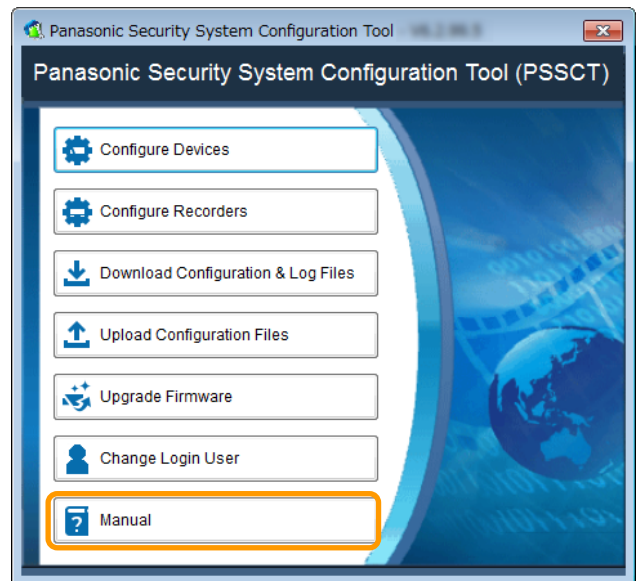 Panasonic Security System Configuration Tool
Panasonic Security System Configuration Tool (PSSCT)
Configure Devices
Configure Recorders
Download Configuration & Log Files
Upload Configuration Files
Upgrade Firmware
Change Login User
Manual